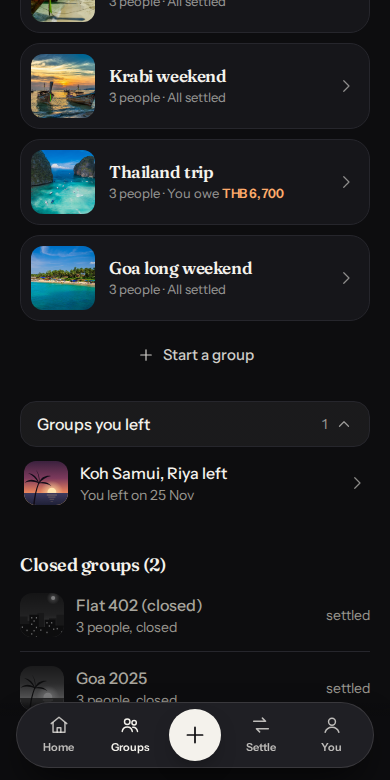 3 people · All settled
Krabi weekend
3 people · All settled
Thailand trip
3 people · You owe THB 6,700
Goa long weekend
3 people · All settled
+ Start a group
Groups you left 1
Koh Samui, Riya left
You left on 25 Nov
Closed groups (2)
Flat 402 (closed)
3 people, closed
settled
Goa 2025
3 people, closed
settled
Home Groups Settle You